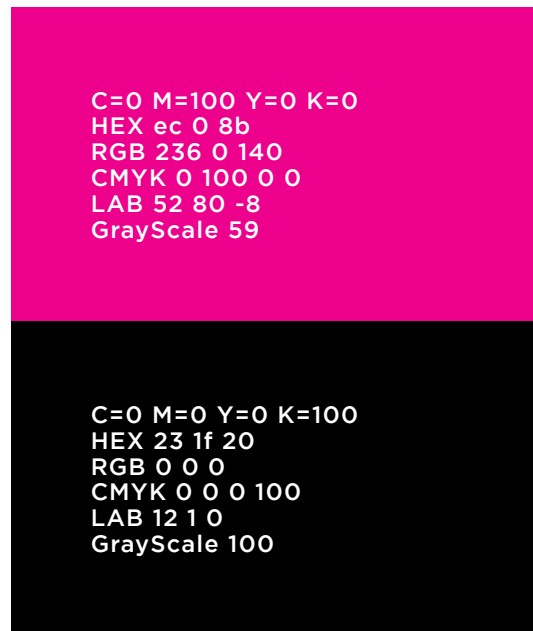 C=0 M=100 Y=0 K=0
HEX ec 0 8b
RGB 236 0 140
CMYK 0 100 0 0
LAB 52 80 -8
GrayScale 59
C=0 M=0 Y=0 K=100
HEX 23 1f 20
RGB 0 0 0
CMYK 0 0 0 100
LAB 12 1 0
GrayScale 100